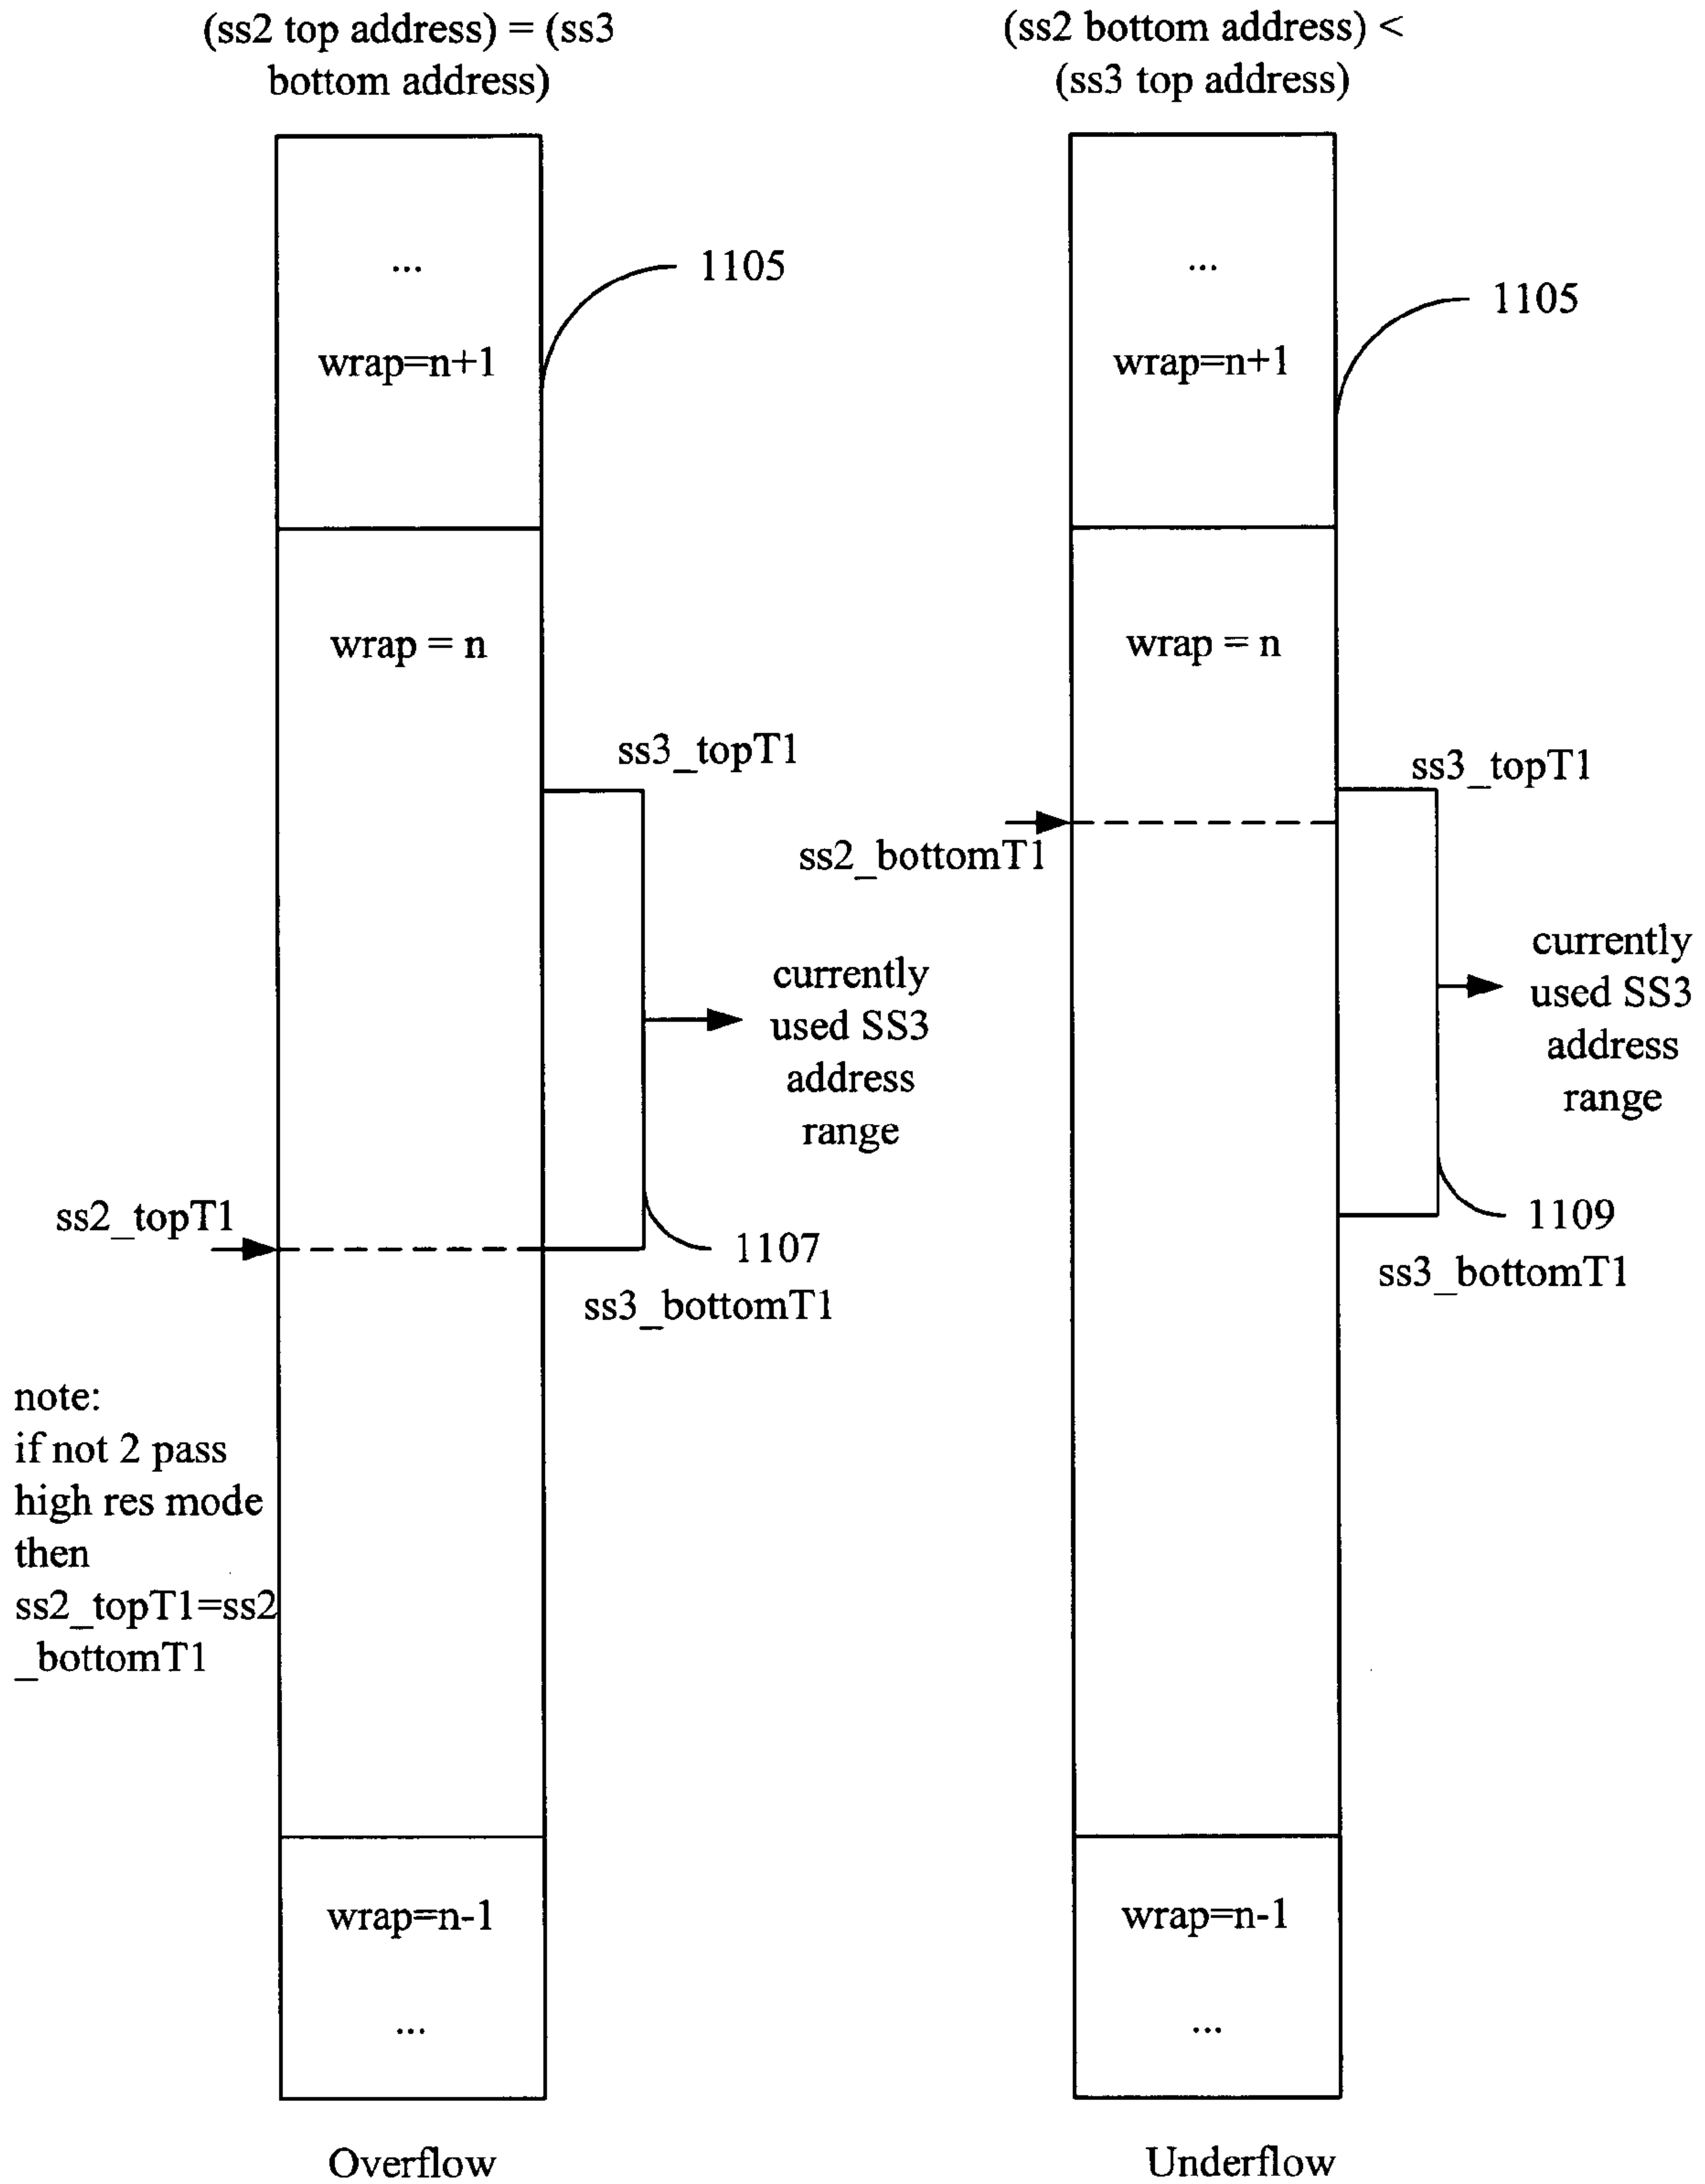 (ss2 top address) = (ss3
bottom address)
...
wrap=n+1
1105
wrap = n
ss3_topT1
currently
used SS3
address
range
ss2_topT1
1107
ss3_bottomT1
note:
if not 2 pass
high res mode
then
ss2_topT1=ss2
_bottomT1
wrap=n-1
...
Overflow
(ss2 bottom address) <
(ss3 top address)
...
wrap=n+1
1105
wrap = n
ss3_topT1
ss2_bottomT1
currently
used SS3
address
range
1109
ss3_bottomT1
wrap=n-1
...
Underflow